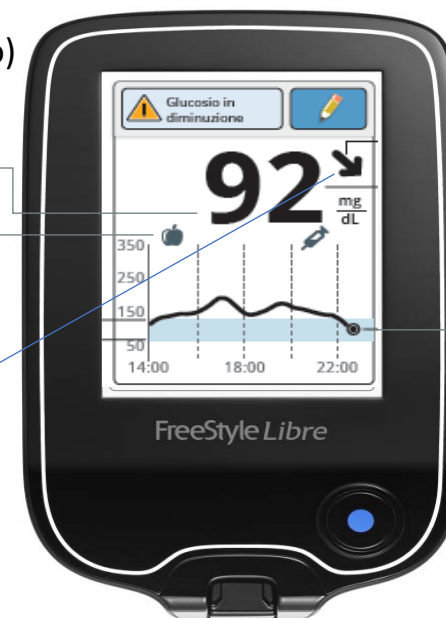 )
Glucosio in
diminuzione
92
mg
dL
350
250
150
50
14:00 18:00 22:00
FreeStyle Libre